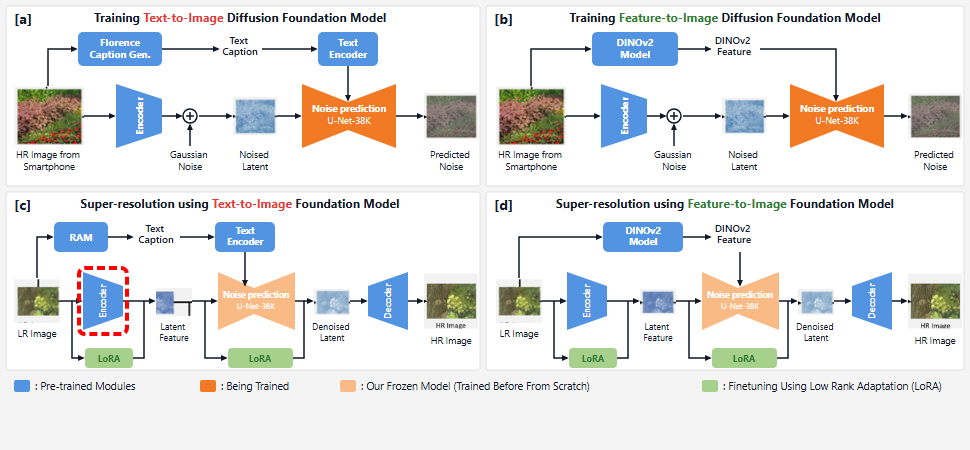 [a]
Training Text-to-Image Diffusion Foundation Model
Florence
Caption Gen.
Text
Caption
Text
Encoder
Encoder
Noise prediction
U-Net-38K
HR Image from
Smartphone
Gaussian
Noise
Noised
Latent
Predicted
Noise
[b]
Training Feature-to-Image Diffusion Foundation Model
DINOv2
Model
DINOv2
Feature
Encoder
Noise prediction
U-Net-38K
HR Image from
Smartphone
Gaussian
Noise
Noised
Latent
Predicted
Noise
[c]
Super-resolution using Text-to-Image Foundation Model
RAM
Text
Caption
Text
Encoder
Encoder
Noise prediction
U-Net-38K
Decoder
LR Image
Latent
Feature
Denoised
Latent
HR Image
HR Image
LoRA
LoRA
[d]
Super-resolution using Feature-to-Image Foundation Model
DINOv2
Model
DINOv2
Feature
Encoder
Noise prediction
U-Net-38K
Decoder
LR Image
Latent
Feature
Denoised
Latent
HR Image
HR Image
LoRA
LoRA
: Pre-trained Modules
: Being Trained
: Our Frozen Model (Trained Before From Scratch)
: Finetuning Using Low Rank Adaptation (LoRA)